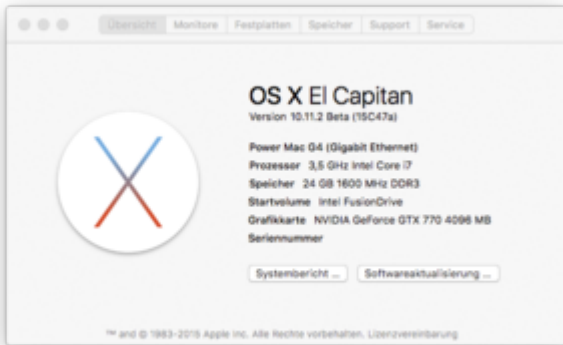 Übersicht Monitore Festplatten Speicher Support Service
OS X El Capitan
Version 10.11.2 Beta (15C47a)
Power Mac G4 (Gigabit Ethernet)
Prozessor 3,5 GHz Intel Core i7
Speicher 24 GB 1600 MHz DDR3
Startvolume Intel FusionDrive
Grafikkarte NVIDIA GeForce GTX 770 4096 MB
Seriennummer
Systembericht ... Softwareaktualisierung ...
™ and © 1983-2015 Apple Inc. Alle Rechte vorbehalten. Lizenzvereinbarung